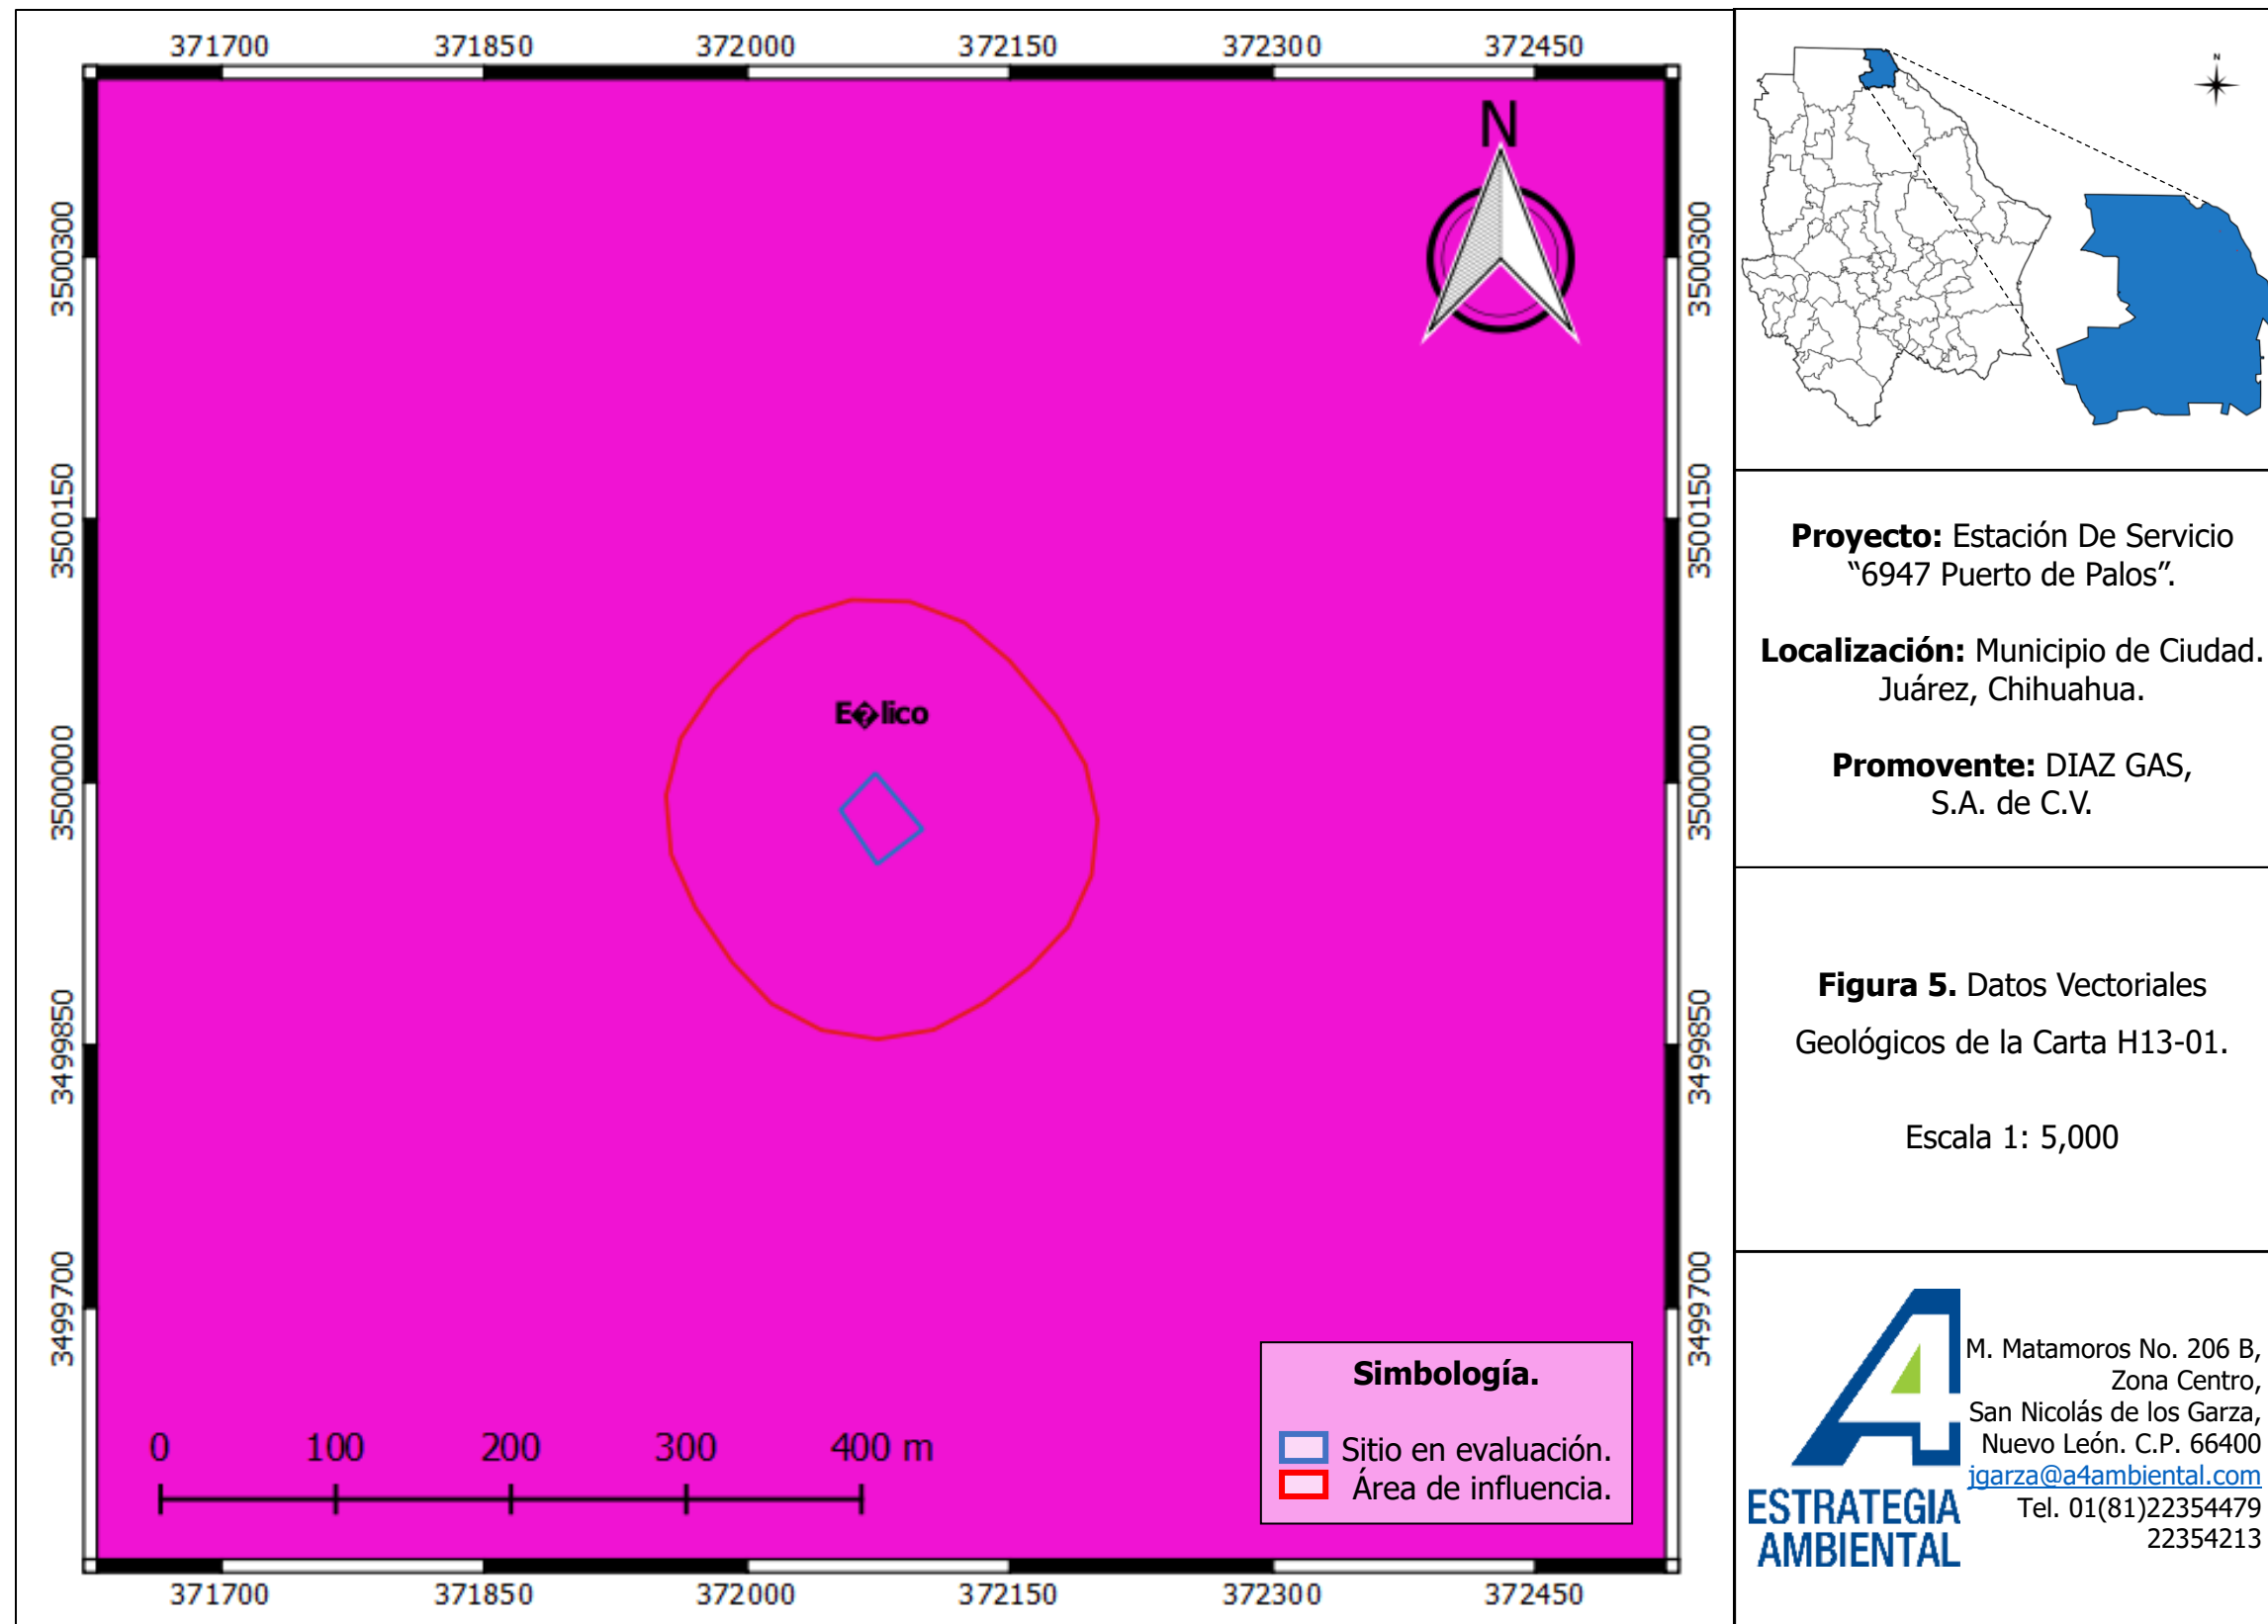 371700 371850 372000 372150 372300 372450
N
3500300
3500150
3500000
3499850
3499700
3500300
3500150
3500000
3499850
3499700
E�lico
0 100 200 300 400 m
Simbología.
Sitio en evaluación.
Área de influencia.
371700 371850 372000 372150 372300 372450
N
Proyecto: Estación De Servicio
“6947 Puerto de Palos”.
Localización: Municipio de Ciudad.
Juárez, Chihuahua.
Promovente: DIAZ GAS,
S.A. de C.V.
Figura 5. Datos Vectoriales
Geológicos de la Carta H13-01.
Escala 1: 5,000
ESTRATEGIA
AMBIENTAL
M. Matamoros No. 206 B,
Zona Centro,
San Nicolás de los Garza,
Nuevo León. C.P. 66400
jgarza@a4ambiental.com
Tel. 01(81)22354479
22354213